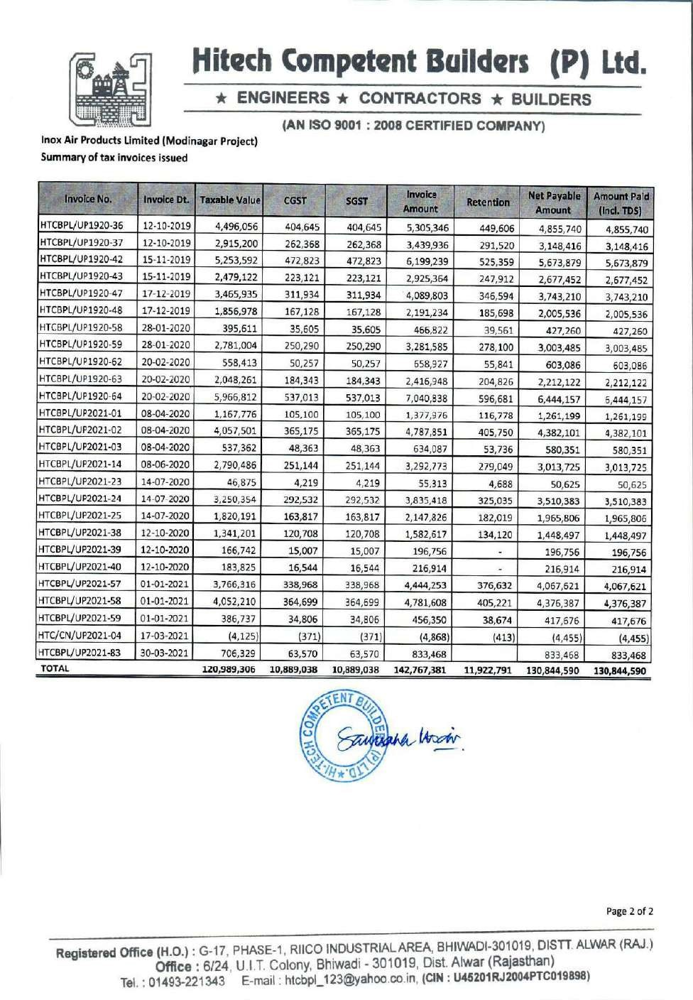 Hitech Competent Builders (P) Ltd.
★ ENGINEERS ★ CONTRACTORS ★ BUILDERS
(AN ISO 9001 : 2008 CERTIFIED COMPANY)
Inox Air Products Limited (Modinagar Project)
Summary of tax invoices issued
Invoice No. Invoice Dt. Taxable Value CGST SGST Invoice Amount Retention Net Payable Amount Amount Paid (Incl. TDS)
HTCBPL/UP1920-36 12-10-2019 4,496,056 404,645 404,645 5,305,346 449,606 4,855,740 4,855,740
HTCBPL/UP1920-37 12-10-2019 2,915,200 262,368 262,368 3,439,936 291,520 3,148,416 3,148,416
HTCBPL/UP1920-42 15-11-2019 5,253,592 472,823 472,823 6,199,239 525,359 5,673,879 5,673,879
HTCBPL/UP1920-43 15-11-2019 2,479,122 223,121 223,121 2,925,364 247,912 2,677,452 2,677,452
HTCBPL/UP1920-47 17-12-2019 3,465,935 311,934 311,934 4,089,803 346,594 3,743,210 3,743,210
HTCBPL/UP1920-48 17-12-2019 1,856,978 167,128 167,128 2,191,234 185,698 2,005,536 2,005,536
HTCBPL/UP1920-58 28-01-2020 395,611 35,605 35,605 466,822 39,561 427,260 427,260
HTCBPL/UP1920-59 28-01-2020 2,781,004 250,290 250,290 3,281,585 278,100 3,003,485 3,003,485
HTCBPL/UP1920-62 20-02-2020 558,413 50,257 50,257 658,927 55,841 603,086 603,086
HTCBPL/UP1920-63 20-02-2020 2,048,261 184,343 184,343 2,416,948 204,826 2,212,122 2,212,122
HTCBPL/UP1920-64 20-02-2020 5,966,812 537,013 537,013 7,040,838 596,681 6,444,157 6,444,157
HTCBPL/UP2021-01 08-04-2020 1,167,776 105,100 105,100 1,377,976 116,778 1,261,199 1,261,199
HTCBPL/UP2021-02 08-04-2020 4,057,501 365,175 365,175 4,787,851 405,750 4,382,101 4,382,101
HTCBPL/UP2021-03 08-04-2020 537,362 48,363 48,363 634,087 53,736 580,351 580,351
HTCBPL/UP2021-14 08-06-2020 2,790,486 251,144 251,144 3,292,773 279,049 3,013,725 3,013,725
HTCBPL/UP2021-23 14-07-2020 46,875 4,219 4,219 55,313 4,688 50,625 50,625
HTCBPL/UP2021-24 14-07-2020 3,250,354 292,532 292,532 3,835,418 325,035 3,510,383 3,510,383
HTCBPL/UP2021-25 14-07-2020 1,820,191 163,817 163,817 2,147,826 182,019 1,965,806 1,965,806
HTCBPL/UP2021-38 12-10-2020 1,341,201 120,708 120,708 1,582,617 134,120 1,448,497 1,448,497
HTCBPL/UP2021-39 12-10-2020 166,742 15,007 15,007 196,756 - 196,756 196,756
HTCBPL/UP2021-40 12-10-2020 183,825 16,544 16,544 216,914 - 216,914 216,914
HTCBPL/UP2021-57 01-01-2021 3,766,316 338,968 338,968 4,444,253 376,632 4,067,621 4,067,621
HTCBPL/UP2021-58 01-01-2021 4,052,210 364,699 364,699 4,781,608 405,221 4,376,387 4,376,387
HTCBPL/UP2021-59 01-01-2021 386,737 34,806 34,806 456,350 38,674 417,676 417,676
HTC/CN/UP2021-04 17-03-2021 (4,125) (371) (371) (4,868) (413) (4,455) (4,455)
HTCBPL/UP2021-83 30-03-2021 706,329 63,570 63,570 833,468 833,468 833,468
TOTAL 120,989,306 10,889,038 10,889,038 142,767,381 11,922,791 130,844,590 130,844,590
HI-TECH COMPETENT BUILDERS (P) LTD.
Page 2 of 2
Registered Office (H.O.) : G-17, PHASE-1, RIICO INDUSTRIAL AREA, BHIWADI-301019, DISTT. ALWAR (RAJ.)
Office : 6/24, U.I.T. Colony, Bhiwadi - 301019, Dist. Alwar (Rajasthan)
Tel. : 01493-221343 E-mail : htcbpl_123@yahoo.co.in, (CIN : U45201RJ2004PTC019898)